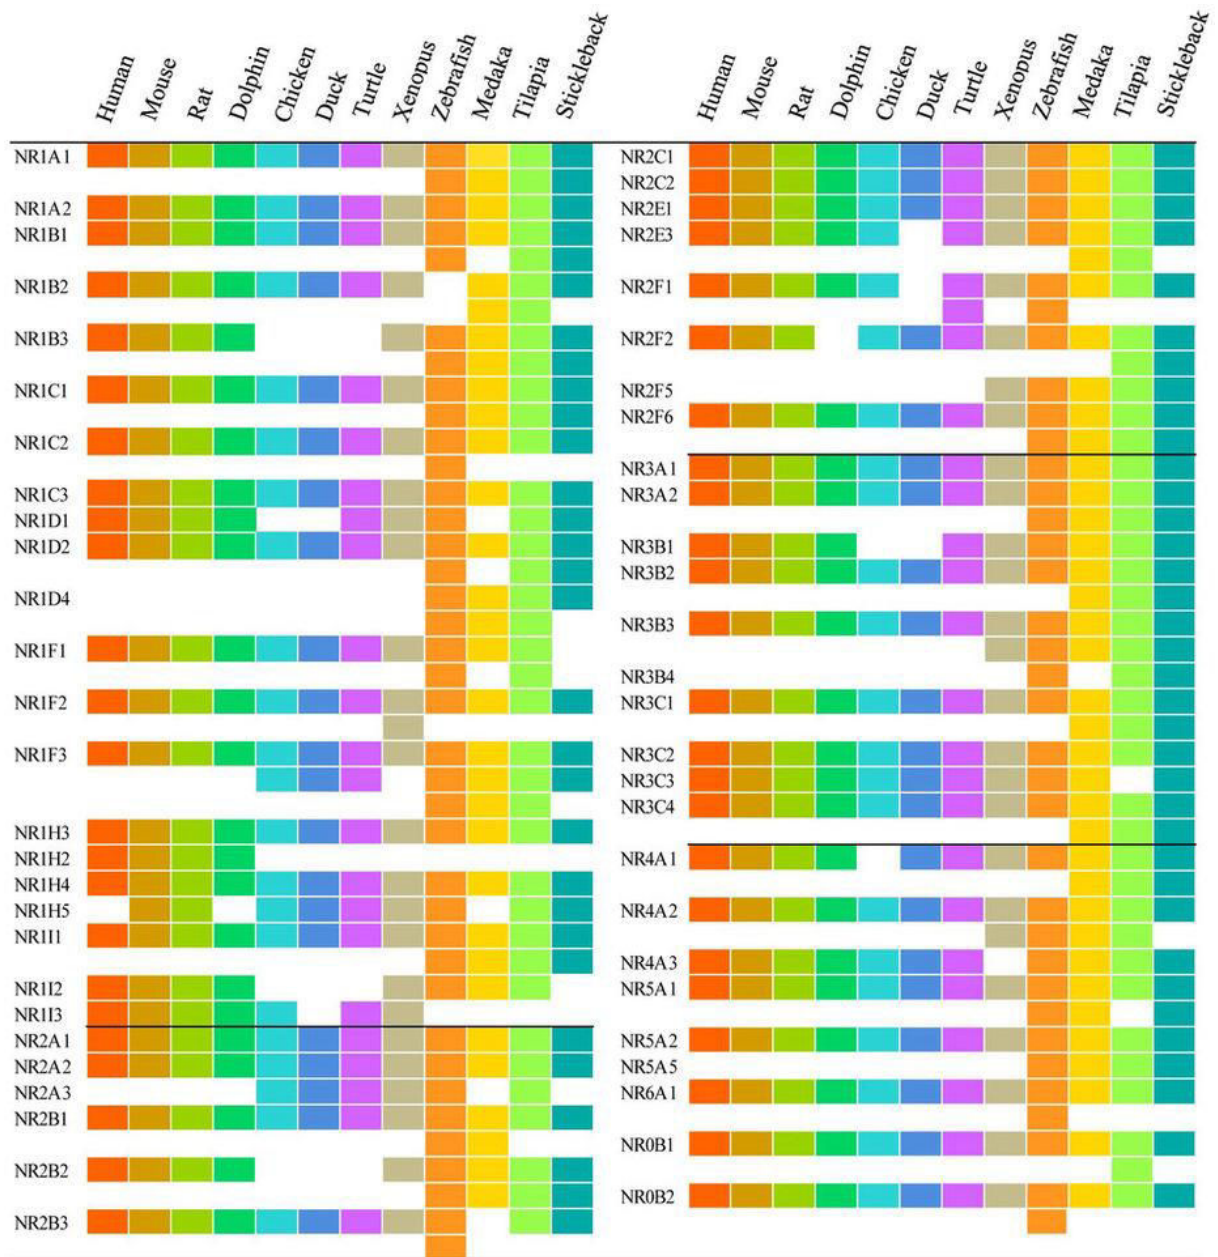 Human Mouse Rat Dolphin Chicken Duck Turtle Xenopus Zebrafish Medaka Tilapia Stickleback
NR1A1
NR1A2
NR1B1
NR1B2
NR1B3
NR1C1
NR1C2
NR1C3
NR1D1
NR1D2
NR1D4
NR1F1
NR1F2
NR1F3
NR1H3
NR1H2
NR1H4
NR1H5
NR1I1
NR1I2
NR1I3
NR2A1
NR2A2
NR2A3
NR2B1
NR2B2
NR2B3
Human Mouse Rat Dolphin Chicken Duck Turtle Xenopus Zebrafish Medaka Tilapia Stickleback
NR2C1
NR2C2
NR2E1
NR2E3
NR2F1
NR2F2
NR2F5
NR2F6
NR3A1
NR3A2
NR3B1
NR3B2
NR3B3
NR3B4
NR3C1
NR3C2
NR3C3
NR3C4
NR4A1
NR4A2
NR4A3
NR5A1
NR5A2
NR5A5
NR6A1
NR0B1
NR0B2